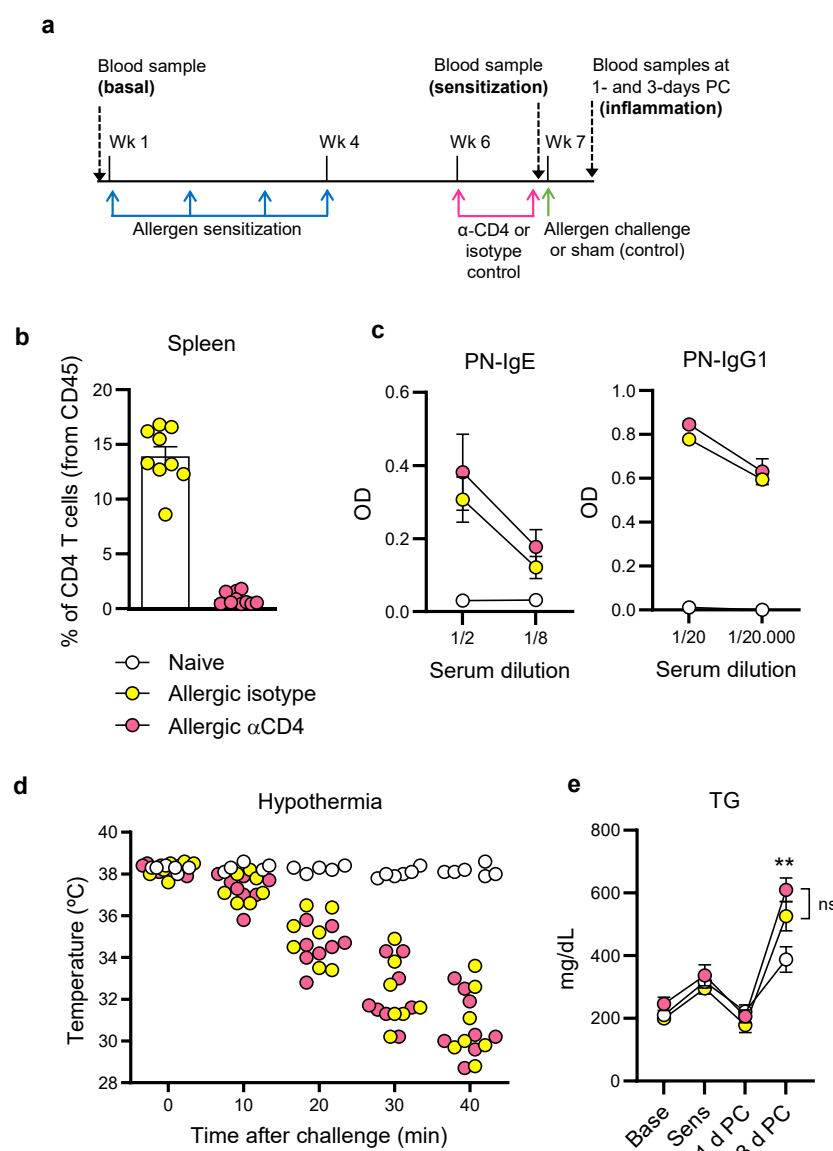 a
Blood sample
(basal)
Blood sample
(sensitization)
Blood samples at
1- and 3-days PC
(inflammation)
Wk 1
Wk 4
Wk 6
Wk 7
Allergen sensitization
α-CD4 or
isotype
control
Allergen challenge
or sham (control)
b
Spleen
% of CD4 T cells (from CD45)
20
15
10
5
0
c
PN-IgE
OD
0.6
0.4
0.2
0.0
1/2
1/8
Serum dilution
PN-IgG1
OD
1.0
0.8
0.6
0.4
0.2
0.0
1/20
1/20.000
Serum dilution
Naive
Allergic isotype
Allergic αCD4
d
Hypothermia
Temperature (ºC)
40
38
36
34
32
30
28
0
10
20
30
40
Time after challenge (min)
e
TG
mg/dL
800
600
400
200
0
**
ns
Base
Sens
1 d PC
3 d PC